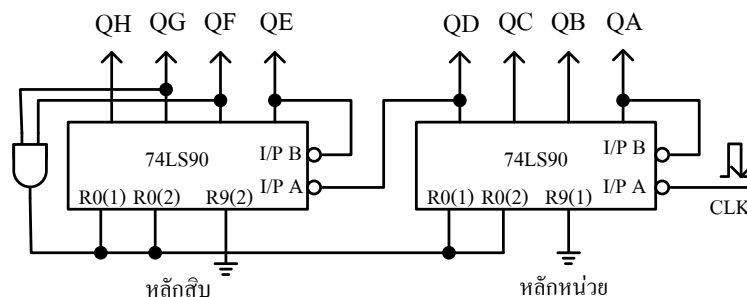 QH QG QF QE QD QC QB QA
74LS90 I/P B 74LS90 I/P B
I/P A I/P A
R0(1) R0(2) R9(2) R0(1) R0(2) R9(1)
CLK
หลักสิบ หลักหน่วย